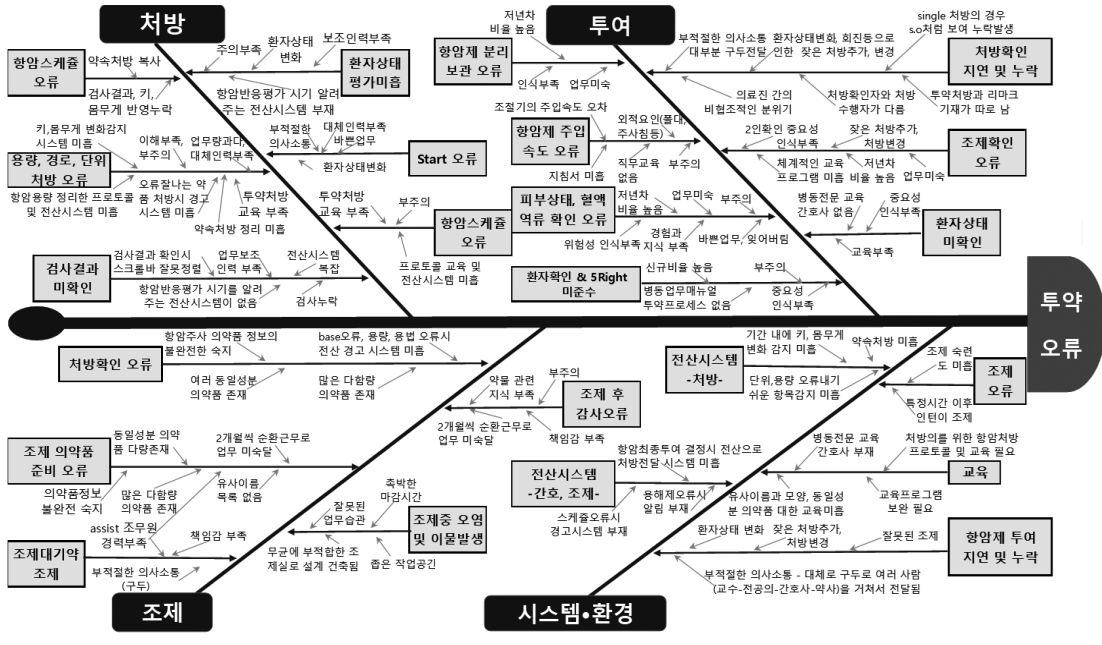 처방
투여
항암스케쥴
오류
약속처방 복사
검사결과, 키,
몸무게 반영누락
주의부족
환자상태
변화
보조인력부족
항암반응평가 시기 알려
주는 전산시스템 부재
환자상태
평가미흡
키,몸무게 변화감지
시스템 미흡
이해부족,
부주의
업무량과다,
대체인력부족
용량, 경로, 단위
처방 오류
항암용량 정리한 프로토콜
및 전산시스템 미흡
오류잘나는 약
품 처방시 경고
시스템 미흡
투약처방
교육 부족
약속처방 정리 미흡
부적절한
의사소통
대체인력부족
바쁜업무
환자상태변화
Start 오류
투약처방
교육 부족
부주의
프로토콜 교육 및
전산시스템 미흡
항암스케쥴
오류
검사결과
미확인
검사결과 확인시
스크롤바 잘못정렬
업무보조
인력 부족
전산시스템
복잡
항암반응평가 시기를 알려
주는 전산시스템이 없음
검사누락
항암제 분리
보관 오류
저년차
비율 높음
인식부족
업무미숙
조절기의 주입속도 오차
항암제 주입
속도 오류
외적요인(폴대,
주사침등)
지침서 미흡
직무교육
없음
부주의
피부상태, 혈액
역류 확인 오류
저년차
비율 높음
업무미숙
부주의
위험성 인식부족
경험과
지식 부족
바쁜업무, 잊어버림
환자확인 & 5Right
미준수
신규비율 높음
부주의
병동업무매뉴얼
투약프로세스 없음
중요성
인식부족
single 처방의 경우
s.o처럼 보여 누락발생
부적절한 의사소통
대부분 구두전달
환자상태변화, 회진등으로
인한 잦은 처방추가, 변경
처방확인
지연 및 누락
의료진 간의
비협조적인 분위기
처방확인자와 처방
수행자가 다름
투약처방과 리마크
기재가 따로 남
2인확인 중요성
인식부족
잦은 처방추가,
처방변경
조제확인
오류
체계적인 교육
프로그램 미흡
저년차
비율 높음
업무미숙
병동전문 교육
간호사 없음
중요성
인식부족
교육부족
환자상태
미확인
투약
오류
항암주사 의약품 정보의
불완전한 숙지
base오류, 용량, 용법 오류시
전산 경고 시스템 미흡
처방확인 오류
여러 동일성분
의약품 존재
많은 다함량
의약품 존재
약물 관련
지식 부족
부주의
조제 후
감사오류
2개월씩 순환근무로
업무 미숙달
책임감 부족
동일성분 의약
품 다량존재
2개월씩 순환근무로
업무 미숙달
조제 의약품
준비 오류
의약품정보
불완전 숙지
많은 다함량
의약품 존재
유사이름
목록 없음
assist 조무원
경력부족
책임감 부족
조제대기약
조제
부적절한 의사소통
(구두)
잘못된
업무습관
촉박한
마감시간
조제중 오염
및 이물발생
무균에 부적합한 조
제실로 설계 건축됨
좁은 작업공간
조제
전산시스템
-처방-
기간 내에 키, 몸무게
변화 감지 미흡
약속처방 미흡
단위,용량 오류내기
쉬운 항목감지 미흡
조제 숙련
도 미흡
조제
오류
특정시간 이후
인턴이 조제
항암최종투여 결정시 전산으로
처방전달 시스템 미흡
전산시스템
-간호, 조제-
스케쥴오류시
경고시스템 부재
용해제오류시
알림 부재
병동전문 교육
간호사 부재
처방의를 위한 항암처방
프로토콜 및 교육 필요
교육
유사이름과 모양, 동일성
분 의약품 대한 교육미흡
교육프로그램
보완 필요
환자상태 변화
잦은 처방추가,
처방변경
잘못된 조제
항암제 투여
지연 및 누락
부적절한 의사소통 - 대체로 구두로 여러 사람
(교수-전공의-간호사-약사)을 거쳐서 전달됨
시스템•환경